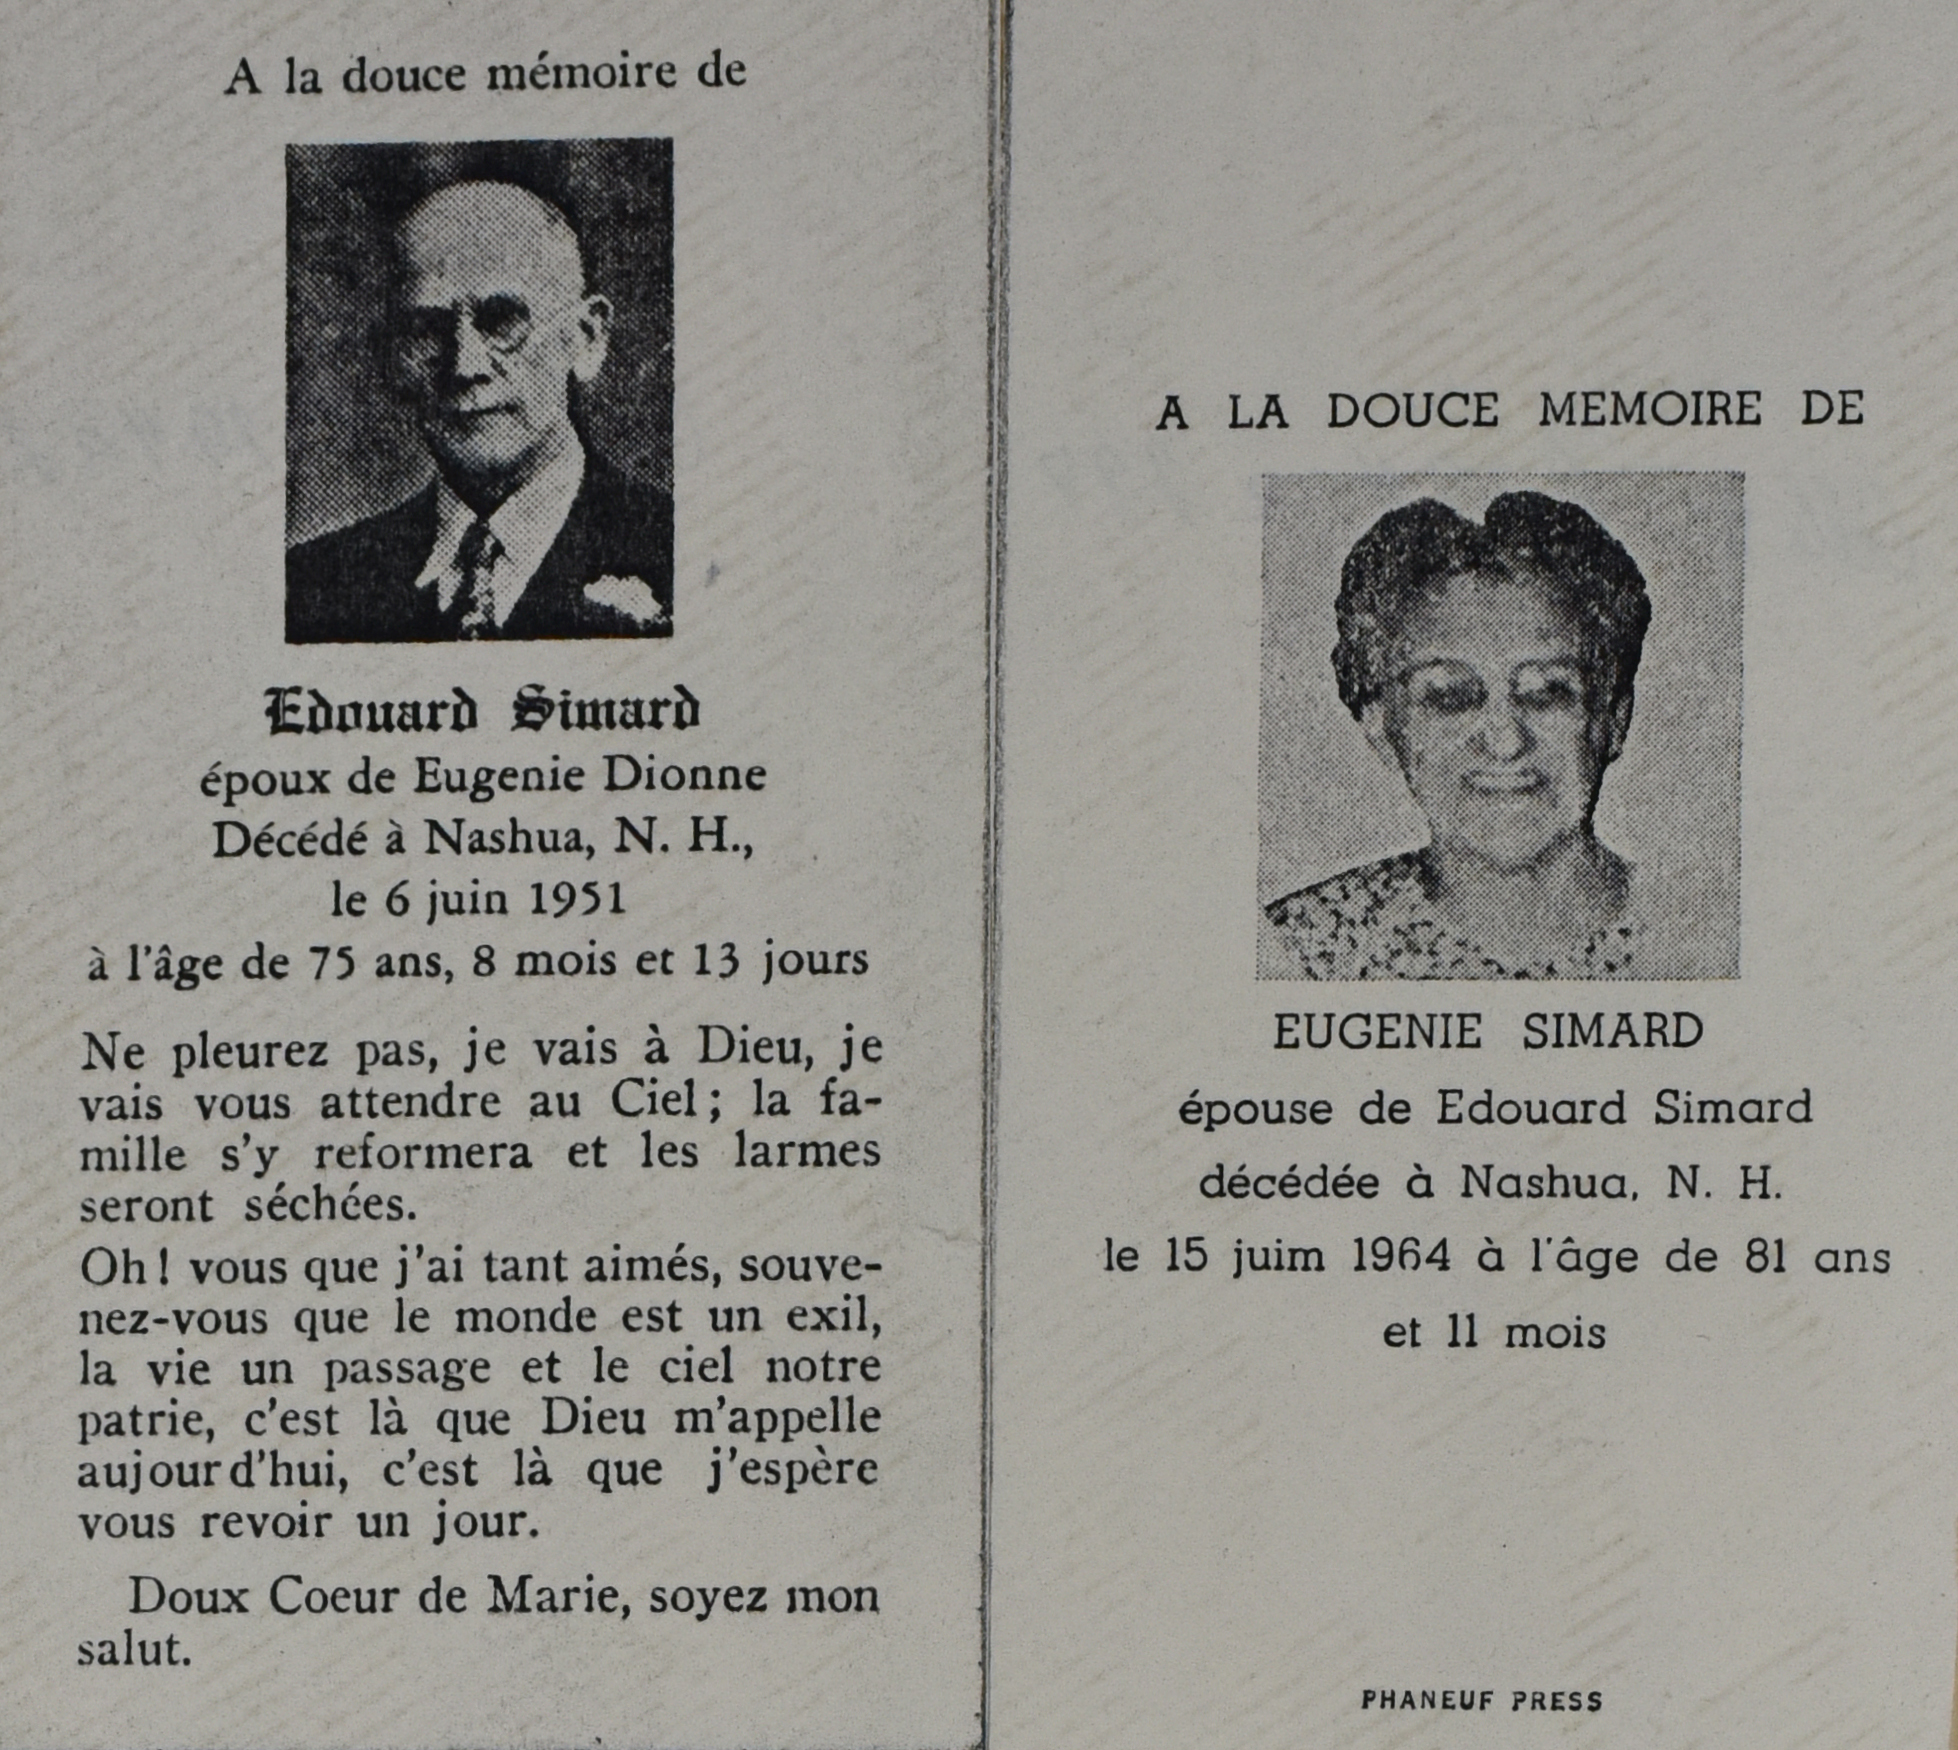 A la douce mémoire de
Edouard Simard
époux de Eugenie Dionne
Décédé à Nashua, N. H.,
le 6 juin 1951
à l'âge de 75 ans, 8 mois et 13 jours
Ne pleurez pas, je vais à Dieu, je
vais vous attendre au Ciel ; la fa-
mille s'y reformera et les larmes
seront séchées.
Oh ! vous que j'ai tant aimés, souve-
nez-vous que le monde est un exil,
la vie un passage et le ciel notre
patrie, c'est là que Dieu m'appelle
aujourd'hui, c'est là que j'espère
vous revoir un jour.
Doux Coeur de Marie, soyez mon
salut.
A LA DOUCE MEMOIRE DE
EUGENIE SIMARD
épouse de Edouard Simard
décédée à Nashua, N. H.
le 15 juim 1964 à l'âge de 81 ans
et 11 mois
PHANEUF PRESS